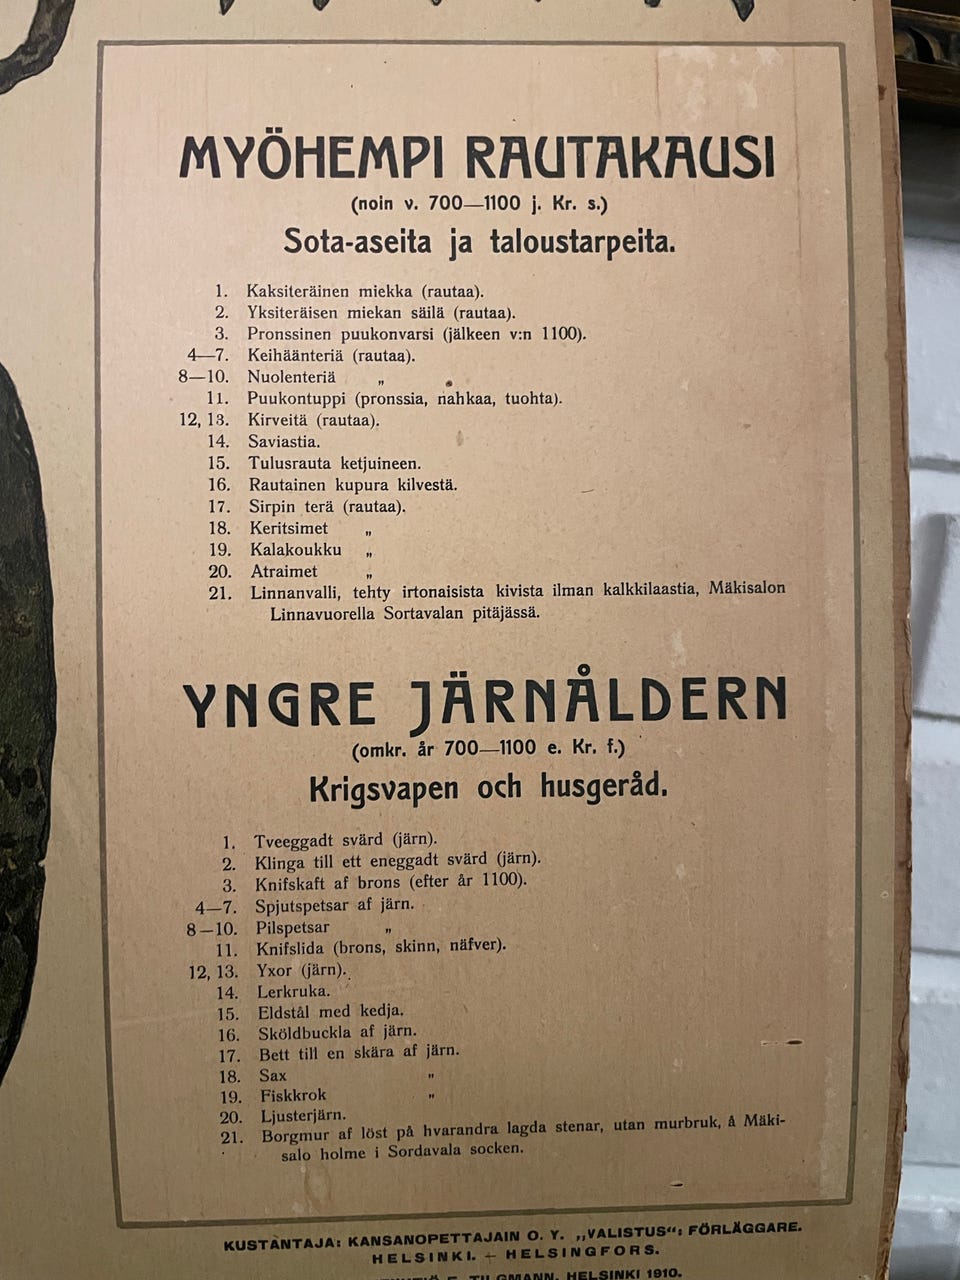 MYÖHEMPI RAUTAKAUSI
(noin v. 700—1100 j. Kr. s.)
Sota-aseita ja taloustarpeita.
1. Kaksiteräinen miekka (rautaa).
2. Yksiteräisen miekan säilä (rautaa).
3. Pronssinen puukonvarsi (jälkeen v:n 1100).
4—7. Keihäänteriä (rautaa).
8—10. Nuolenteriä „
11. Puukontuppi (pronssia, nahkaa, tuohta).
12, 13. Kirveitä (rautaa).
14. Saviastia.
15. Tulusrauta ketjuineen.
16. Rautainen kupura kilvestä.
17. Sirpin terä (rautaa).
18. Keritsimet „
19. Kalakoukku „
20. Atraimet „
21. Linnanvalli, tehty irtonaisista kivista ilman kalkkilaastia, Mäkisalon
Linnavuorella Sortavalan pitäjässä.
YNGRE JÄRNÅLDERN
(omkr. år 700—1100 e. Kr. f.)
Krigsvapen och husgeråd.
1. Tveeggadt svärd (järn).
2. Klinga till ett eneggadt svärd (järn).
3. Knifskaft af brons (efter år 1100).
4—7. Spjutspetsar af järn.
8—10. Pilspetsar „
11. Knifslida (brons, skinn, näfver).
12, 13. Yxor (järn).
14. Lerkruka.
15. Eldstål med kedja.
16. Sköldbuckla af järn.
17. Bett till en skära af järn.
18. Sax „
19. Fiskkrok „
20. Ljusterjärn.
21. Borgmur af löst på hvarandra lagda stenar, utan murbruk, å Mäki-
salo holme i Sordavala socken.
KUSTANTAJA: KANSANOPETTAJAIN O. Y. „VALISTUS“: FÖRLÄGGARE.
HELSINKI. — HELSINGFORS.
F. TILGMANN, HELSINKI 1910.